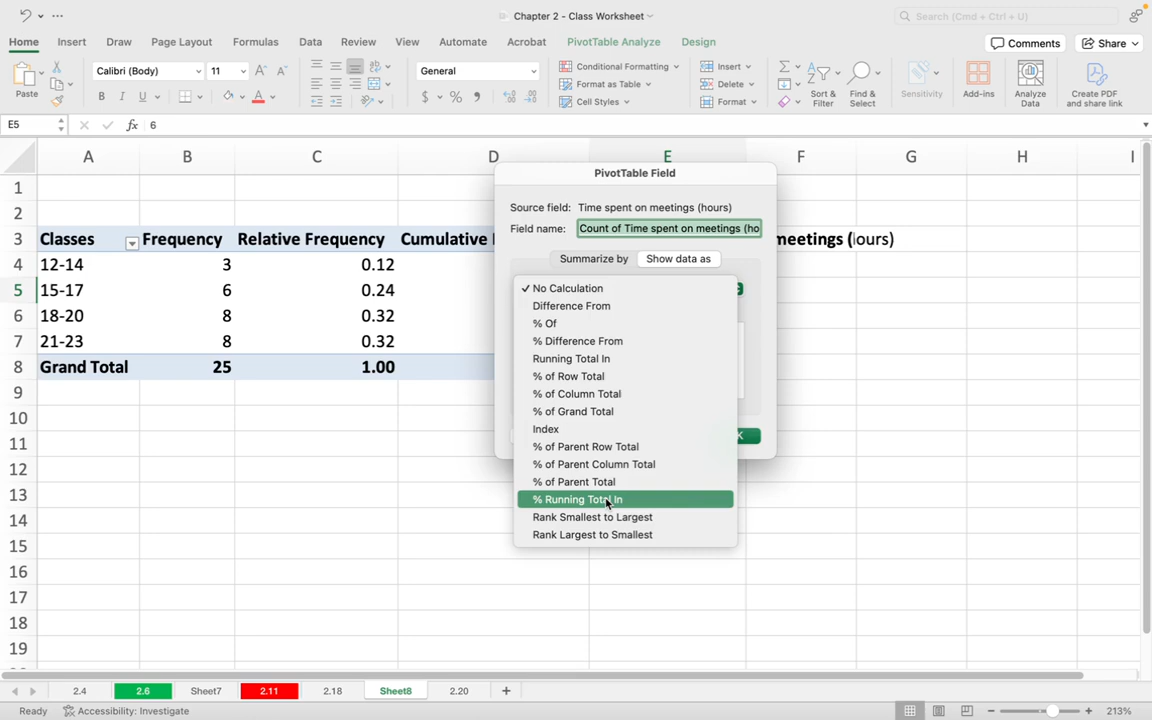 Chapter 2 - Class Worksheet
Search (Cmd + Ctrl + U)
Home Insert Draw Page Layout Formulas Data Review View Automate Acrobat PivotTable Analyze Design Comments Share
Paste
Calibri (Body) 11 A A
General
Conditional Formatting
Format as Table
Cell Styles
Insert
Delete
Format
Sort & Filter
Find & Select
Sensitivity
Add-ins
Analyze Data
Create PDF and share link
B I U A
$ %
E5 fx 6
A B C D E F G H I
1
2
3 Classes Frequency Relative Frequency Cumulative meetings (hours)
4 12-14 3 0.12
5 15-17 6 0.24
6 18-20 8 0.32
7 21-23 8 0.32
8 Grand Total 25 1.00
9
10
11
12
13
14
15
16
17
18
19
PivotTable Field
Source field: Time spent on meetings (hours)
Field name: Count of Time spent on meetings (ho
Summarize by Show data as
✓ No Calculation
Difference From
% Of
% Difference From
Running Total In
% of Row Total
% of Column Total
% of Grand Total
Index
% of Parent Row Total
% of Parent Column Total
% of Parent Total
% Running Total In
Rank Smallest to Largest
Rank Largest to Smallest
2.4 2.6 Sheet7 2.11 2.18 Sheet8 2.20 +
Ready Accessibility: Investigate 213%